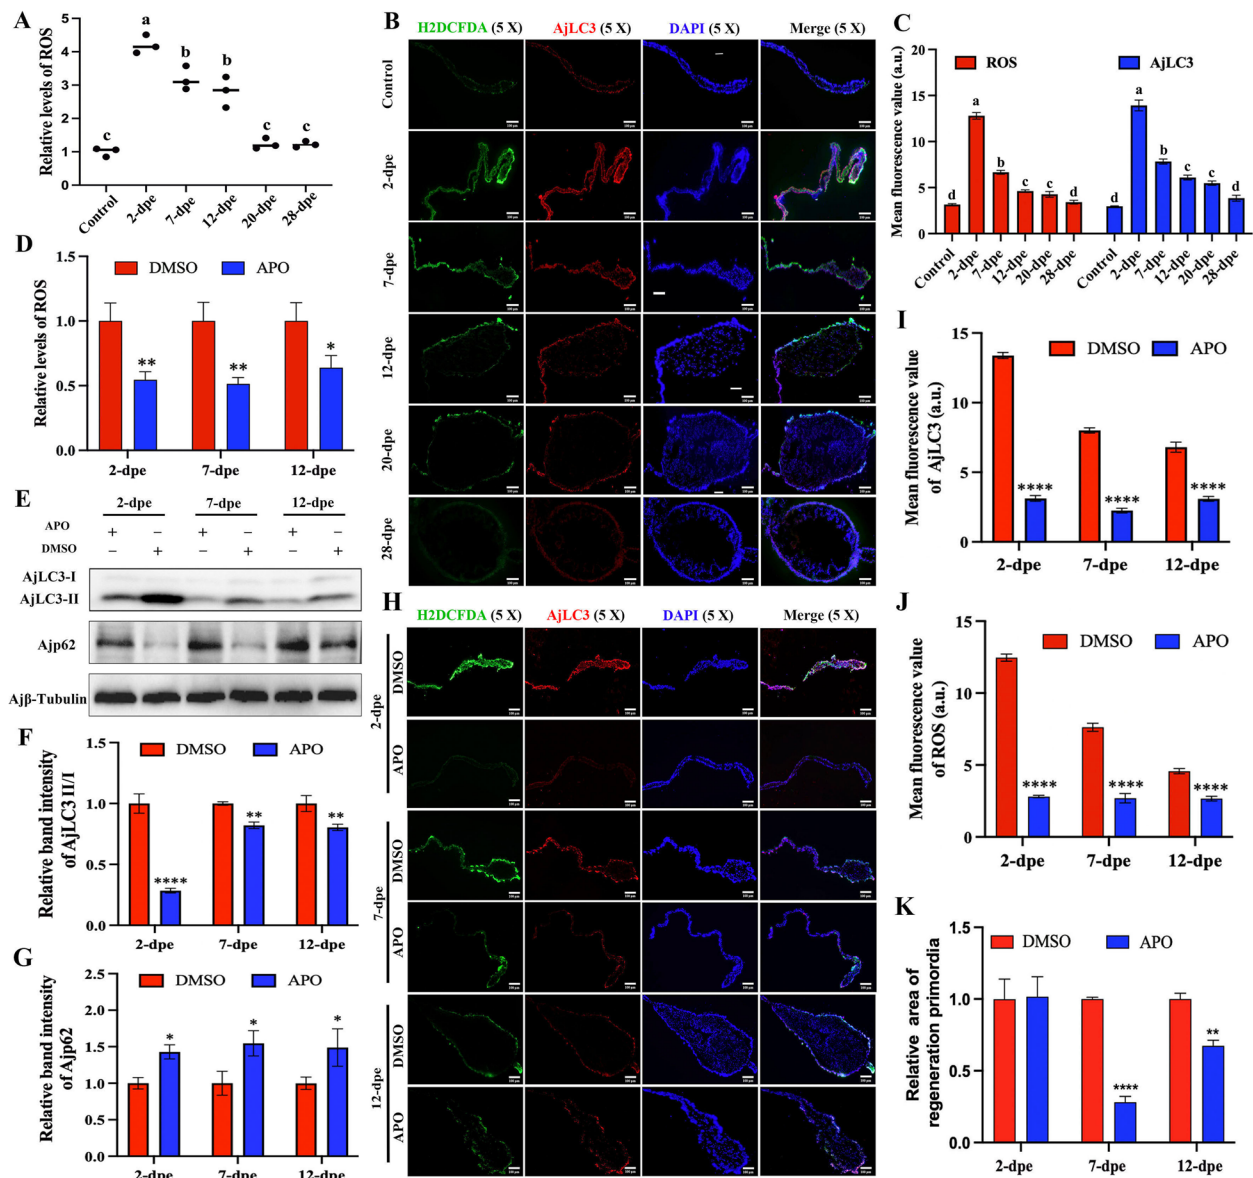 A
Relative levels of ROS
5
4
3
2
1
0
a
b
b
c
c
c
Control
2-dpe
7-dpe
12-dpe
20-dpe
28-dpe
B
H2DCFDA (5 X)
AjLC3 (5 X)
DAPI (5 X)
Merge (5 X)
Control
2-dpe
7-dpe
12-dpe
20-dpe
28-dpe
100 μm
C
Mean fluorescence value (a.u.)
20
15
10
5
0
ROS
AjLC3
d
a
b
c
c
d
d
a
b
c
c
d
Control
2-dpe
7-dpe
12-dpe
20-dpe
28-dpe
Control
2-dpe
7-dpe
12-dpe
20-dpe
28-dpe
D
Relative levels of ROS
1.5
1.0
0.5
0.0
DMSO
APO
**
**
*
2-dpe
7-dpe
12-dpe
E
2-dpe
7-dpe
12-dpe
APO + − + − + −
DMSO − + − + − +
AjLC3-I
AjLC3-II
Ajp62
Ajβ-Tubulin
F
Relative band intensity
of AjLC3 II/I
1.5
1.0
0.5
0.0
DMSO
APO
****
**
**
2-dpe
7-dpe
12-dpe
G
Relative band intensity
of Ajp62
2.5
2.0
1.5
1.0
0.5
0.0
DMSO
APO
*
*
*
2-dpe
7-dpe
12-dpe
H
H2DCFDA (5 X)
AjLC3 (5 X)
DAPI (5 X)
Merge (5 X)
2-dpe
DMSO
APO
7-dpe
DMSO
APO
12-dpe
DMSO
APO
100 μm
I
Mean fluorescence value
of AjLC3 (a.u.)
15
10
5
0
DMSO
APO
****
****
****
2-dpe
7-dpe
12-dpe
J
Mean fluorescence value
of ROS (a.u.)
15
10
5
0
DMSO
APO
****
****
****
2-dpe
7-dpe
12-dpe
K
Relative area of
regeneration primordia
1.5
1.0
0.5
0.0
DMSO
APO
****
**
2-dpe
7-dpe
12-dpe